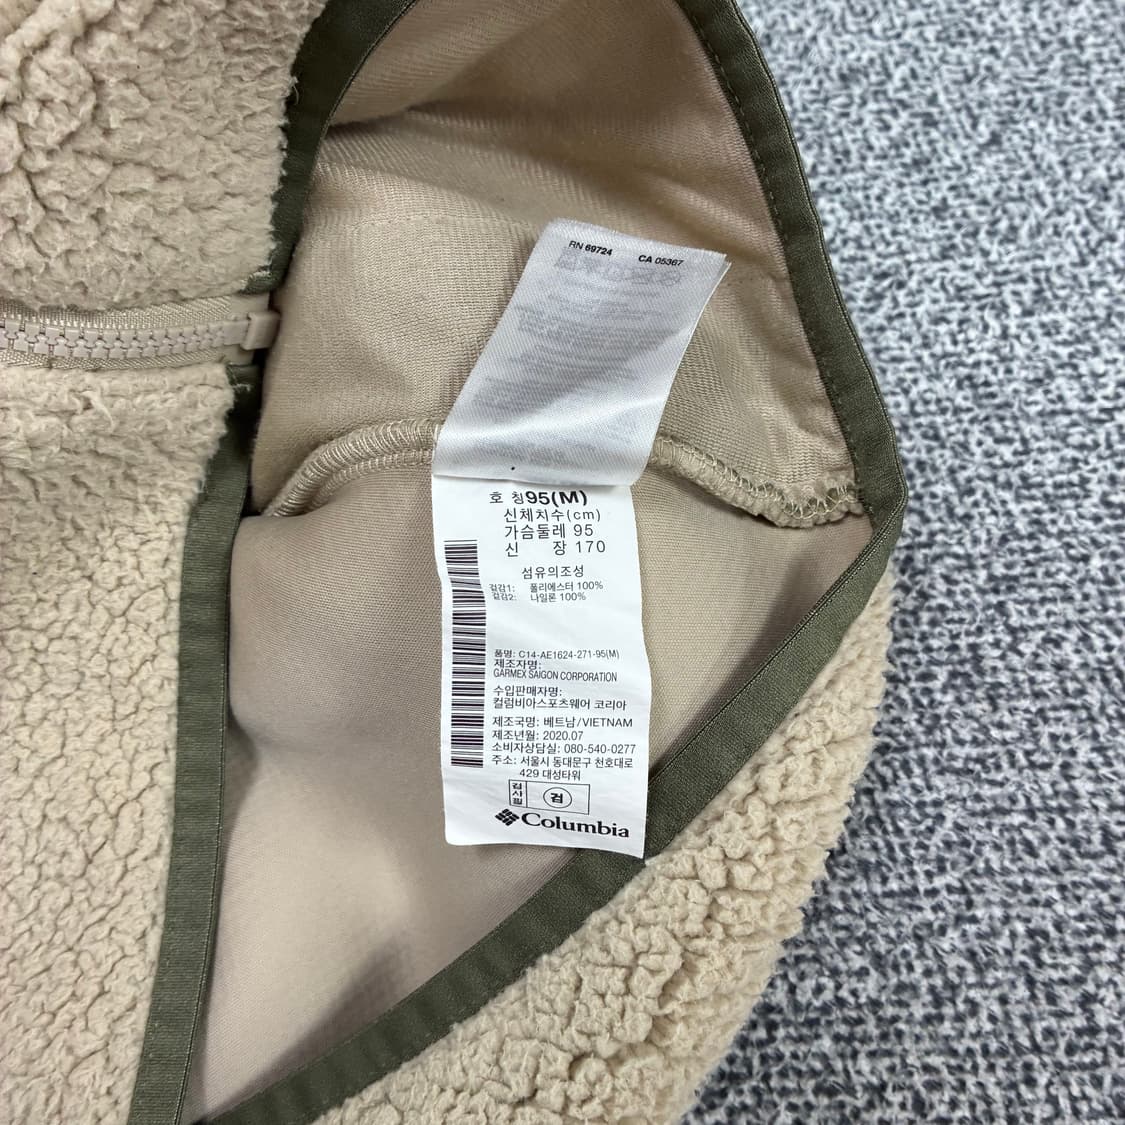 RN 69724 CA 05367
호 칭95(M)
신체치수(cm)
가슴둘레 95
신 장 170
섬유의조성
겉감1: 폴리에스터 100%
겉감2: 나일론 100%
품명: C14-AE1624-271-95(M)
제조자명:
GARMEX SAIGON CORPORATION
수입판매자명:
컬럼비아스포츠웨어 코리아
제조국명: 베트남/VIETNAM
제조년월: 2020.07
소비자상담실: 080-540-0277
주소: 서울시 동대문구 천호대로
429 대성타워
검사필
검
Columbia